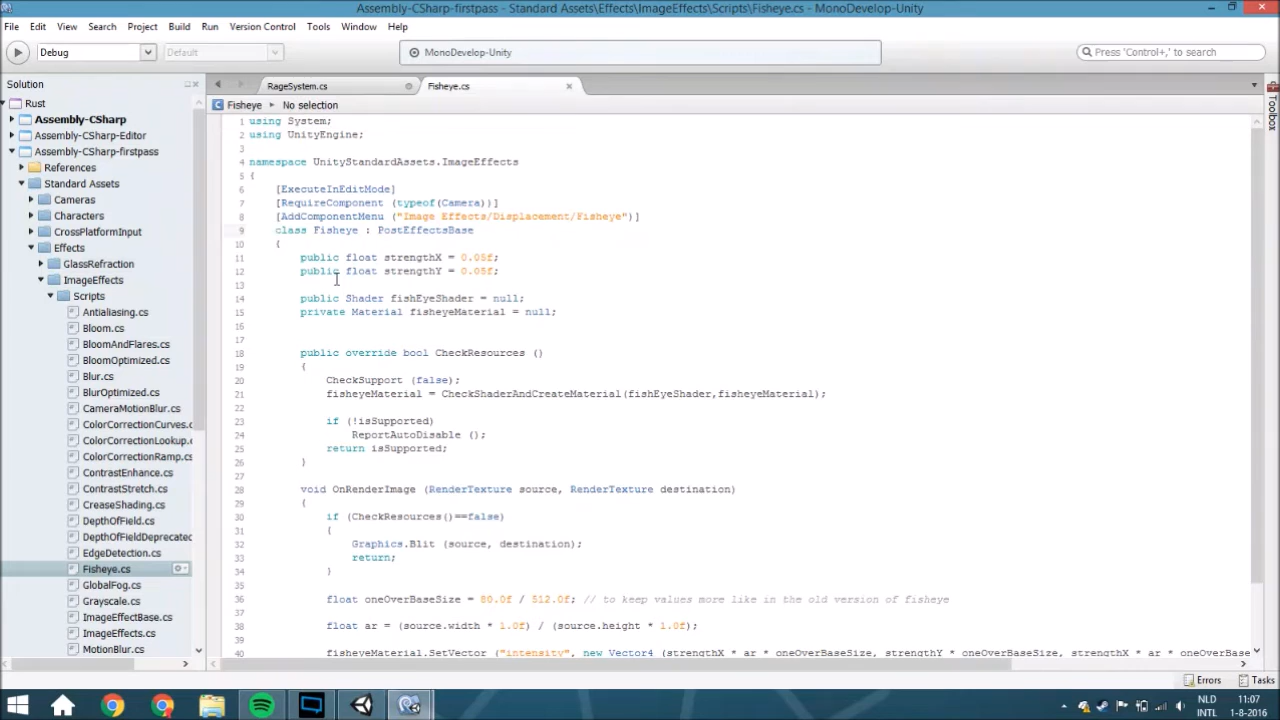 Assembly-CSharp-firstpass - Standard Assets\Effects\ImageEffects\Scripts\Fisheye.cs - MonoDevelop-Unity
File Edit View Search Project Build Run Version Control Tools Window Help
Debug
Default
MonoDevelop-Unity
Press 'Control+,' to search
Solution
RageSystem.cs
Fisheye.cs
Toolbox
Fisheye
No selection
Rust
Assembly-CSharp
Assembly-CSharp-Editor
Assembly-CSharp-firstpass
References
Standard Assets
Cameras
Characters
CrossPlatformInput
Effects
GlassRefraction
ImageEffects
Scripts
Antialiasing.cs
Bloom.cs
BloomAndFlares.cs
BloomOptimized.cs
Blur.cs
BlurOptimized.cs
CameraMotionBlur.cs
ColorCorrectionCurves.c
ColorCorrectionLookup.c
ColorCorrectionRamp.cs
ContrastEnhance.cs
ContrastStretch.cs
CreaseShading.cs
DepthOfField.cs
DepthOfFieldDeprecated
EdgeDetection.cs
Fisheye.cs
GlobalFog.cs
Grayscale.cs
ImageEffectBase.cs
ImageEffects.cs
MotionBlur.cs
1 using System;
2 using UnityEngine;
3
4 namespace UnityStandardAssets.ImageEffects
5 {
6 [ExecuteInEditMode]
7 [RequireComponent (typeof(Camera))]
8 [AddComponentMenu ("Image Effects/Displacement/Fisheye")]
9 class Fisheye : PostEffectsBase
10 {
11 public float strengthX = 0.05f;
12 public float strengthY = 0.05f;
13
14 public Shader fishEyeShader = null;
15 private Material fisheyeMaterial = null;
16
17
18 public override bool CheckResources ()
19 {
20 CheckSupport (false);
21 fisheyeMaterial = CheckShaderAndCreateMaterial(fishEyeShader,fisheyeMaterial);
22
23 if (!isSupported)
24 ReportAutoDisable ();
25 return isSupported;
26 }
27
28 void OnRenderImage (RenderTexture source, RenderTexture destination)
29 {
30 if (CheckResources()==false)
31 {
32 Graphics.Blit (source, destination);
33 return;
34 }
35
36 float oneOverBaseSize = 80.0f / 512.0f; // to keep values more like in the old version of fisheye
37
38 float ar = (source.width * 1.0f) / (source.height * 1.0f);
39
40 fisheyeMaterial.SetVector ("intensity", new Vector4 (strengthX * ar * oneOverBaseSize, strengthY * oneOverBaseSize, strengthX * ar * oneOverBase
Errors
Tasks
NLD
INTL
11:07
1-8-2016